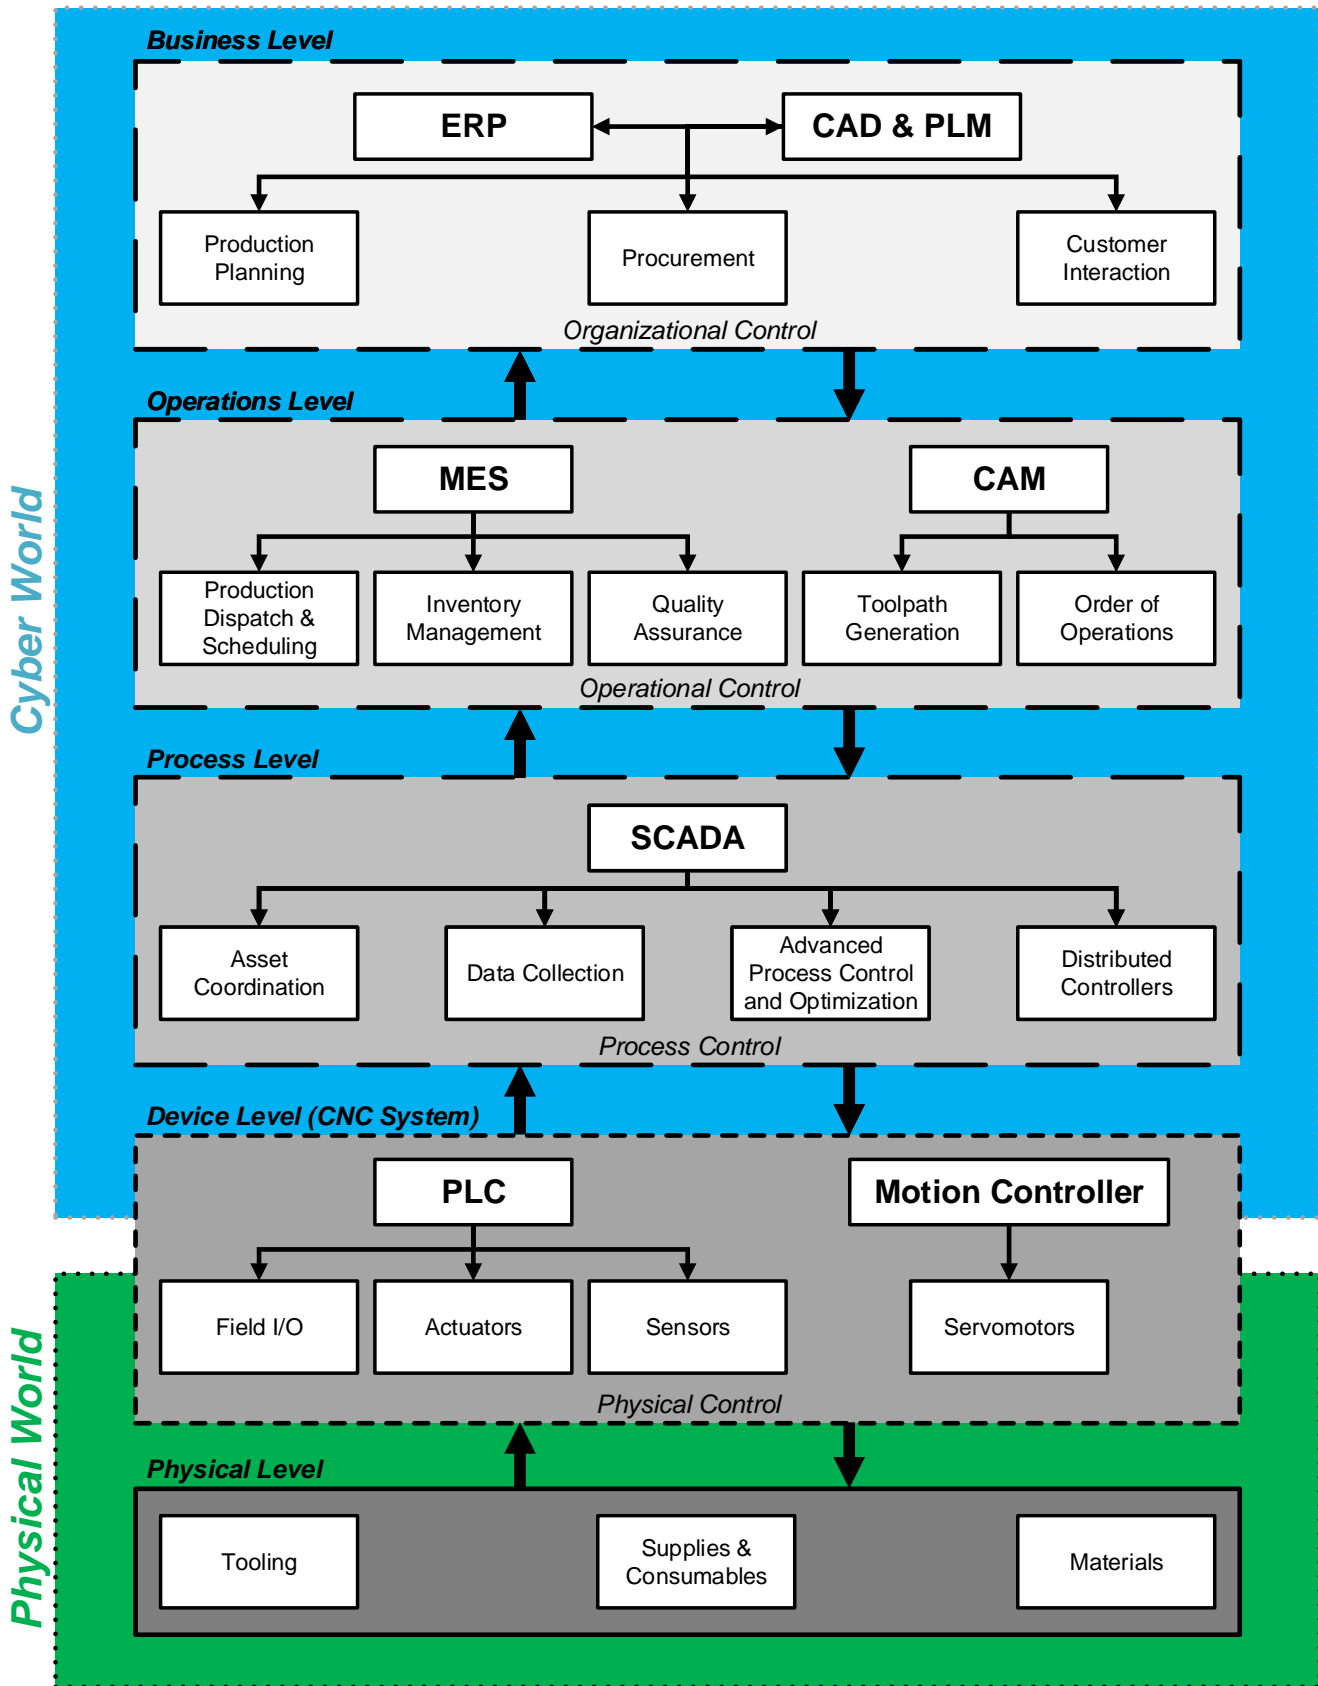 Business Level
ERP
CAD & PLM
Production
Planning
Procurement
Customer
Interaction
Organizational Control
Operations Level
MES
CAM
Production
Dispatch &
Scheduling
Inventory
Management
Quality
Assurance
Toolpath
Generation
Order of
Operations
Operational Control
Cyber World
Process Level
SCADA
Asset
Coordination
Data Collection
Advanced
Process Control
and Optimization
Distributed
Controllers
Process Control
Device Level (CNC System)
PLC
Motion Controller
Field I/O
Actuators
Sensors
Servomotors
Physical Control
Physical World
Physical Level
Tooling
Supplies &
Consumables
Materials